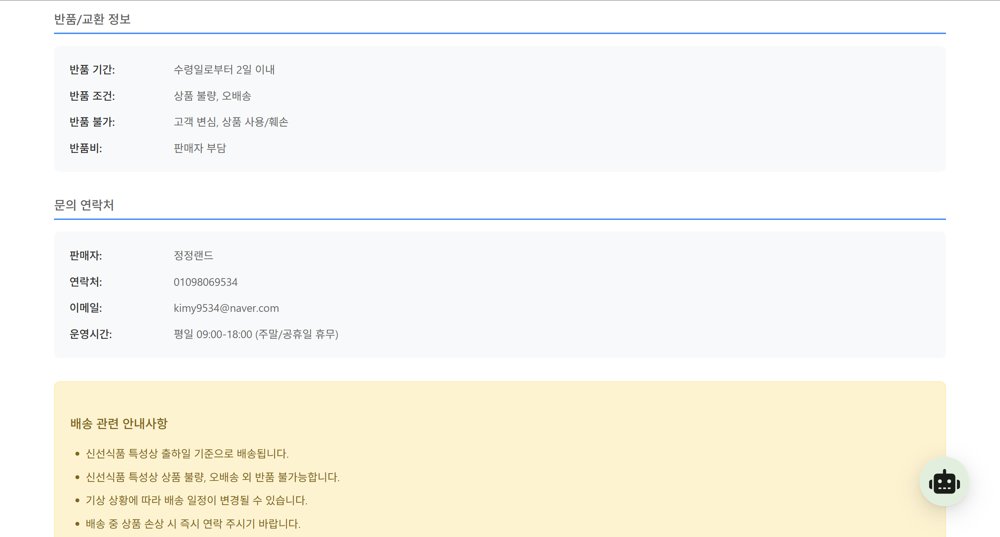 반품/교환 정보
반품 기간: 수령일로부터 2일 이내
반품 조건: 상품 불량, 오배송
반품 불가: 고객 변심, 상품 사용/훼손
반품비: 판매자 부담
문의 연락처
판매자: 정정랜드
연락처: 01098069534
이메일: kimy9534@naver.com
운영시간: 평일 09:00-18:00 (주말/공휴일 휴무)
배송 관련 안내사항
• 신선식품 특성상 출하일 기준으로 배송됩니다.
• 신선식품 특성상 상품 불량, 오배송 외 반품 불가능합니다.
• 기상 상황에 따라 배송 일정이 변경될 수 있습니다.
• 배송 중 상품 손상 시 즉시 연락 주시기 바랍니다.